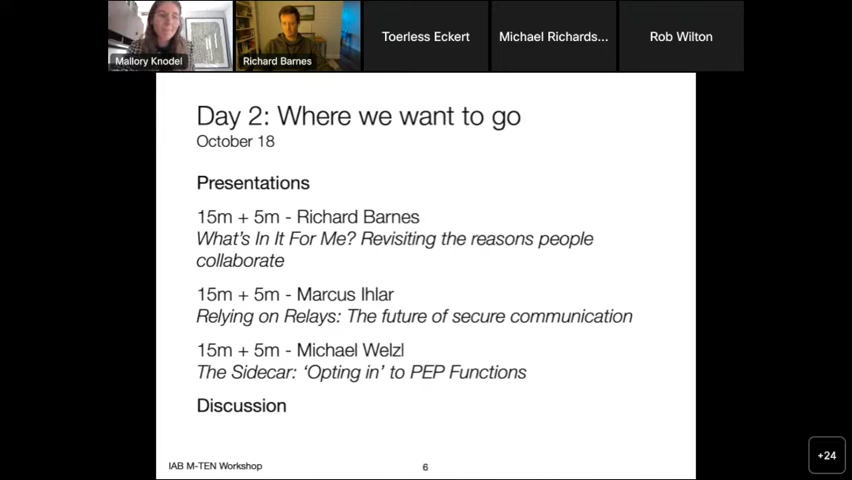 Mallory Knodel
Richard Barnes
Toerless Eckert
Michael Richards...
Rob Wilton
Day 2: Where we want to go
October 18
Presentations
15m + 5m - Richard Barnes
What's In It For Me? Revisiting the reasons people
collaborate
15m + 5m - Marcus Ihlar
Relying on Relays: The future of secure communication
15m + 5m - Michael Welzl
The Sidecar: ‘Opting in’ to PEP Functions
Discussion
IAB M-TEN Workshop
6
+24